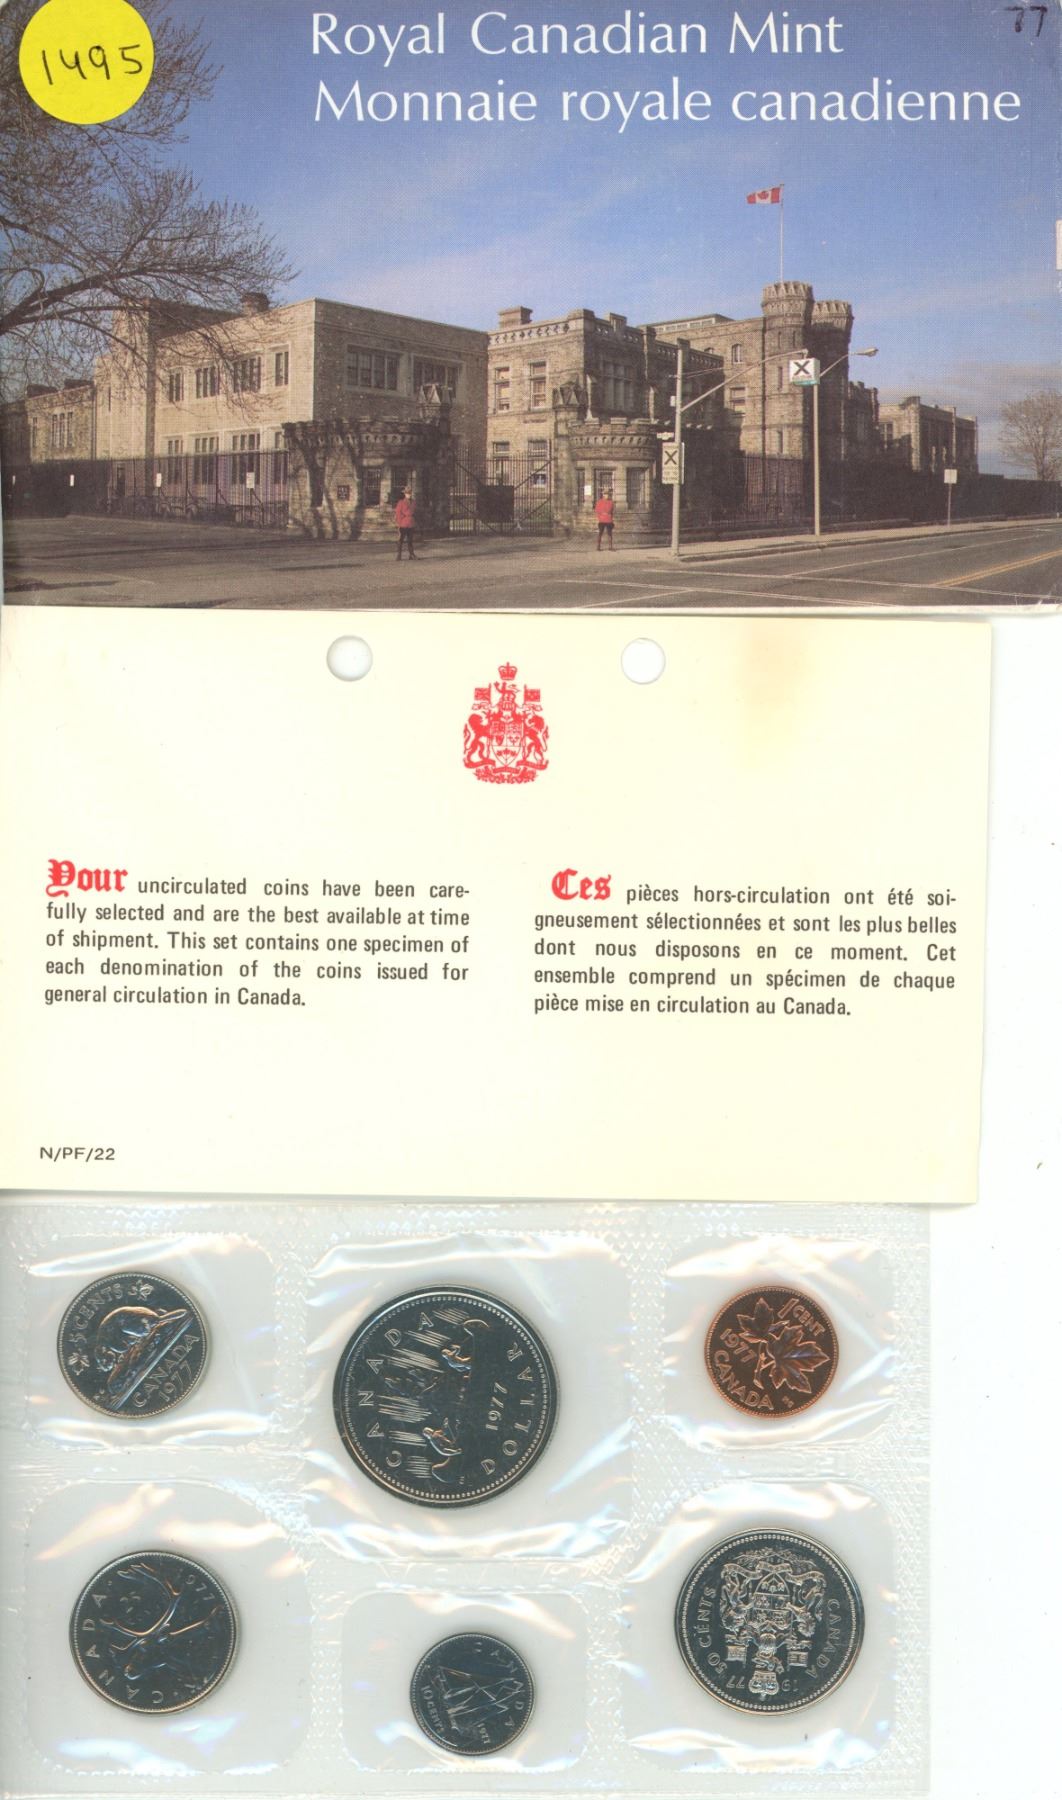 1495
77
Royal Canadian Mint
Monnaie royale canadienne
X
X
Your uncirculated coins have been care-
fully selected and are the best available at time
of shipment. This set contains one specimen of
each denomination of the coins issued for
general circulation in Canada.
Ces pièces hors-circulation ont été soi-
gneusement sélectionnées et sont les plus belles
dont nous disposons en ce moment. Cet
ensemble comprend un spécimen de chaque
pièce mise en circulation au Canada.
N/PF/22
5 CENTS
CANADA
1977
CANADA
1977
DOLLAR
1 CENT
1977
CANADA
CANADA
25
1977
CANADA
10 CENTS
1977
50 CENTS
CANADA
19 77